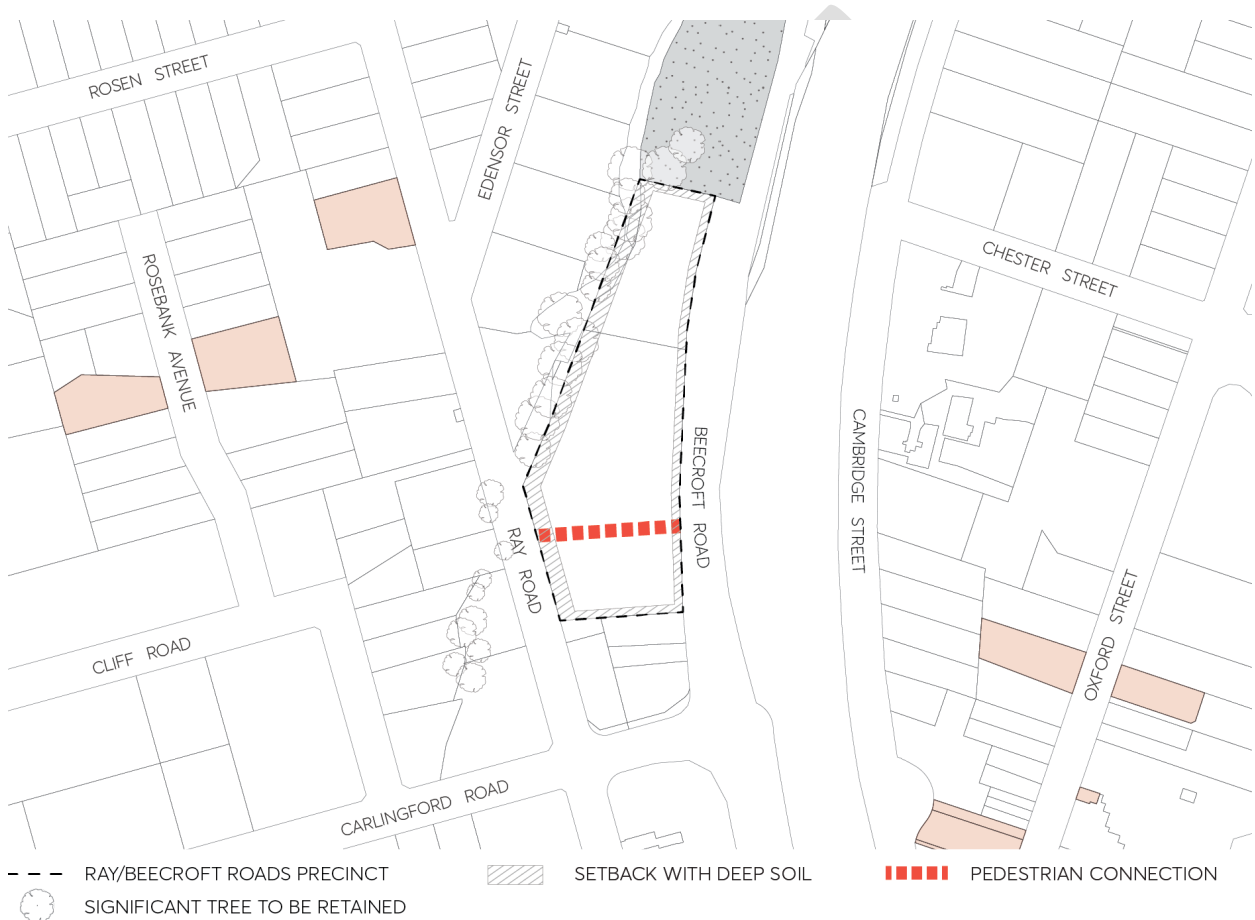 ROSEN STREET
EDENSOR STREET
ROSEBANK AVENUE
CHESTER STREET
BEECROFT ROAD
CAMBRIDGE STREET
RAY ROAD
OXFORD STREET
CLIFF ROAD
CARLINGFORD ROAD
RAY/BEECROFT ROADS PRECINCT
SETBACK WITH DEEP SOIL
PEDESTRIAN CONNECTION
SIGNIFICANT TREE TO BE RETAINED